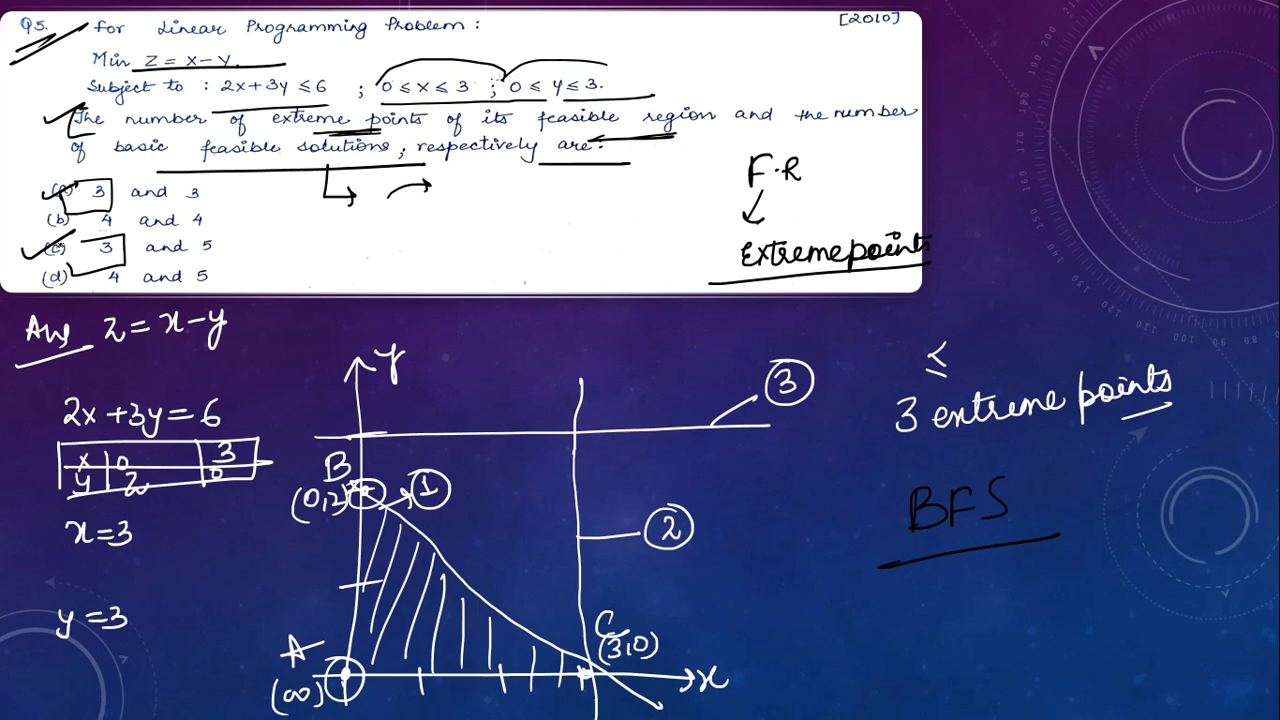 Q5. For Linear Programming Problem : [2010]
Min Z = x - y.
Subject to : 2x+3y ≤ 6 ; 0 ≤ x ≤ 3 ; 0 ≤ y ≤ 3.
The number of extreme points of its feasible region and the number
of basic feasible solutions, respectively are :
(a) 3 and 3
(b) 4 and 4
(c) 3 and 5
(d) 4 and 5
F.R
Extreme points
Ans z = x - y
2x + 3y = 6
x 0 3
y 2 0
x = 3
y = 3
y
3
B
(0,2)
1
2
A
(00)
C
(3,0)
x
≤
3 extreme points
BFS